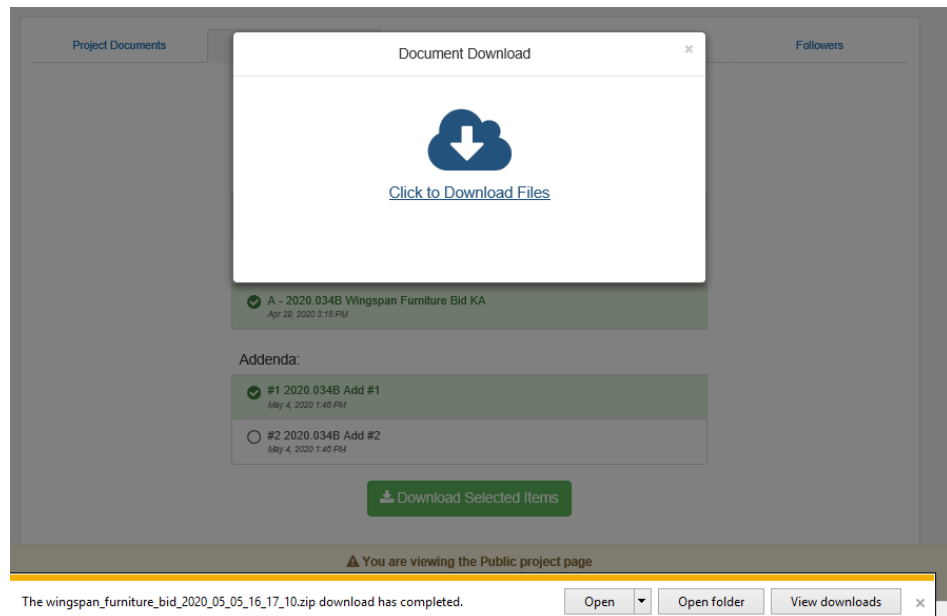 Project Documents
Followers
Document Download
×
Click to Download Files
A - 2020.034B Wingspan Furniture Bid KA
Apr 29, 2020 3:18 PM
Addenda:
#1 2020.034B Add #1
May 4, 2020 1:46 PM
#2 2020.034B Add #2
May 4, 2020 1:46 PM
Download Selected Items
You are viewing the Public project page
The wingspan_furniture_bid_2020_05_05_16_17_10.zip download has completed.
Open
Open folder
View downloads
×